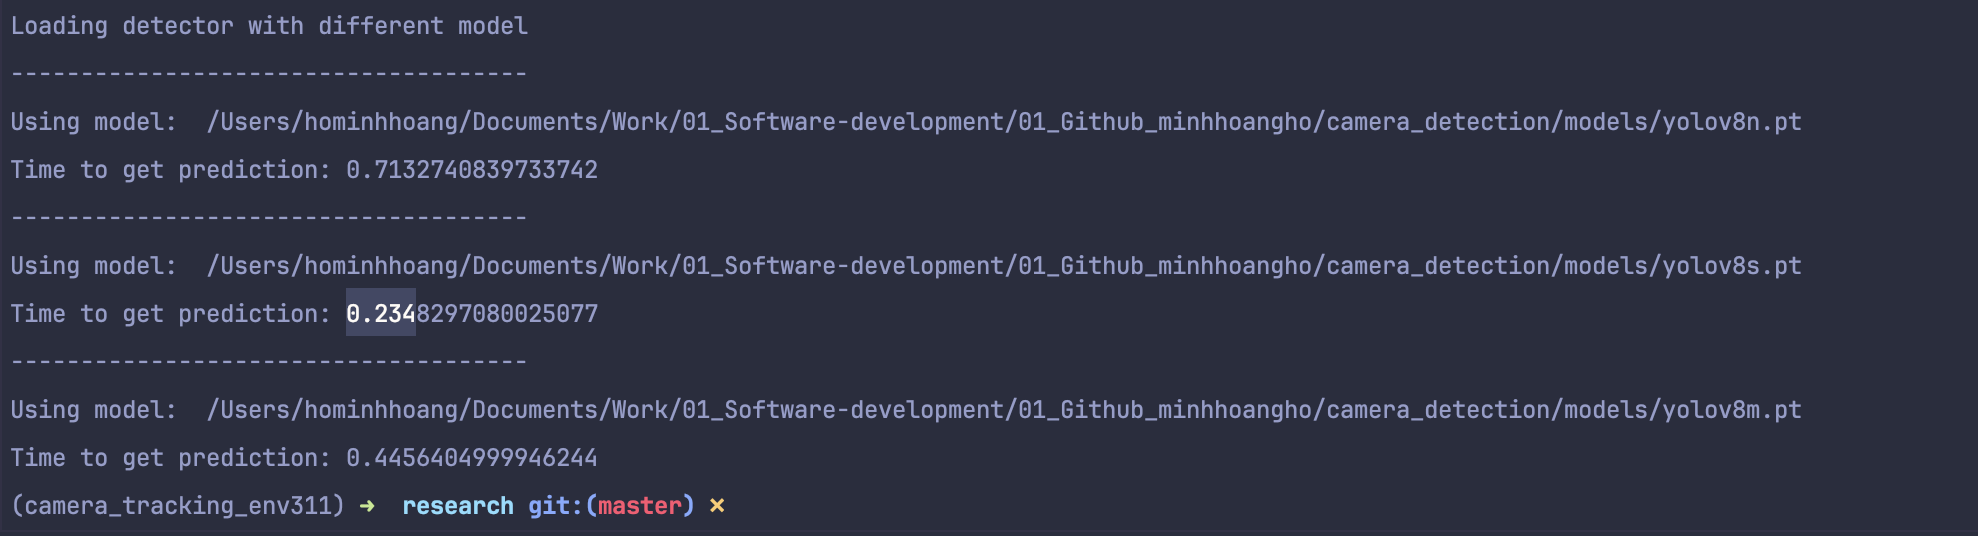 Loading detector with different model
-------------------------------------
Using model:  /Users/hominhhoang/Documents/Work/01_Software-development/01_Github_minhhoangho/camera_detection/models/yolov8n.pt
Time to get prediction: 0.7132740839733742
-------------------------------------
Using model:  /Users/hominhhoang/Documents/Work/01_Software-development/01_Github_minhhoangho/camera_detection/models/yolov8s.pt
Time to get prediction: 0.2348297080025077
-------------------------------------
Using model:  /Users/hominhhoang/Documents/Work/01_Software-development/01_Github_minhhoangho/camera_detection/models/yolov8m.pt
Time to get prediction: 0.4456404999946244
(camera_tracking_env311) ➜  research git:(master) ✗